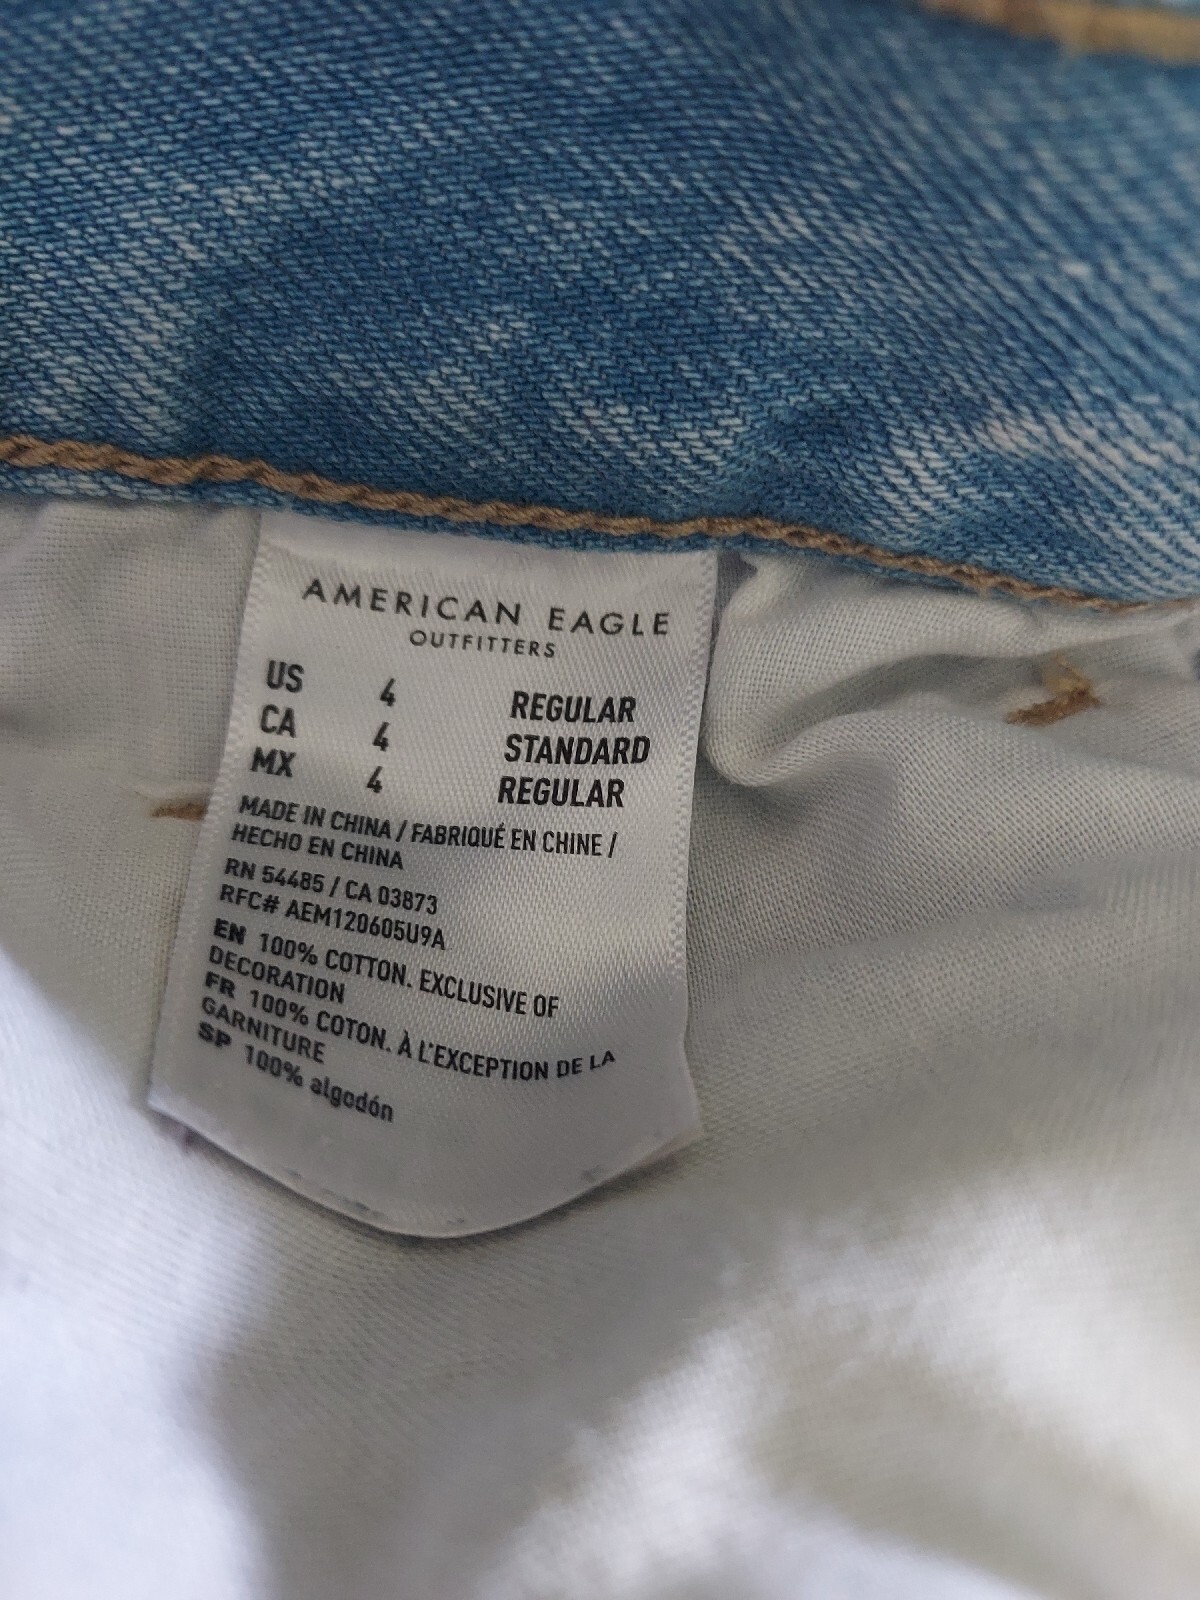 AMERICAN EAGLE
OUTFITTERS
US 4 REGULAR
CA 4 STANDARD
MX 4 REGULAR
MADE IN CHINA / FABRIQUÉ EN CHINE /
HECHO EN CHINA
RN 54485 / CA 03873
RFC# AEM120605U9A
EN 100% COTTON. EXCLUSIVE OF
DECORATION
FR 100% COTON. À L'EXCEPTION DE LA
GARNITURE
SP 100% algodón